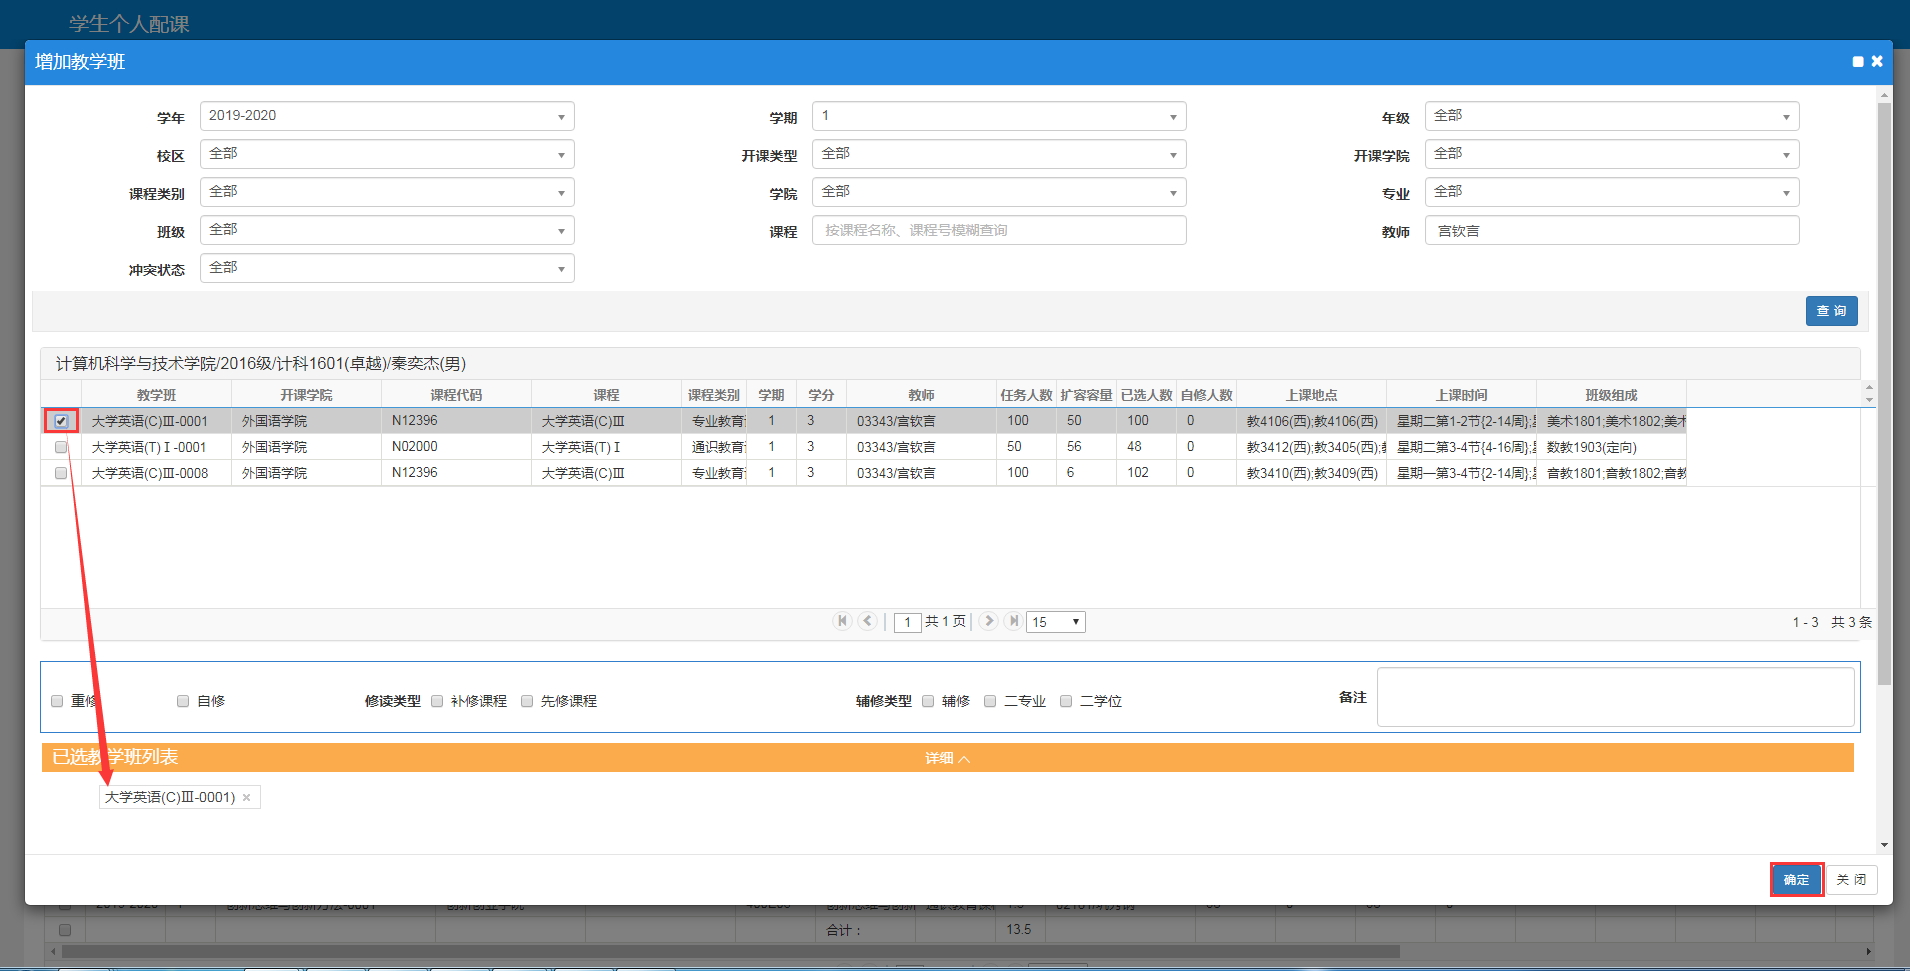 学生个人配课
增加教学班
学年 2019-2020 学期 1 年级 全部
校区 全部 开课类型 全部 开课学院 全部
课程类别 全部 学院 全部 专业 全部
班级 全部 课程 按课程名称、课程号模糊查询 教师 宫钦言
冲突状态 全部
查 询
计算机科学与技术学院/2016级/计科1601(卓越)/秦奕杰(男)
教学班 开课学院 课程代码 课程 课程类别 学期 学分 教师 任务人数 扩容容量 已选人数 自修人数 上课地点 上课时间 班级组成
大学英语(C)Ⅲ-0001 外国语学院 N12396 大学英语(C)Ⅲ 专业教育 1 3 03343/宫钦言 100 50 100 0 教4106(西);教4106(西) 星期二第1-2节{2-14周}; 美术1801;美术1802;美术
大学英语(T)Ⅰ-0001 外国语学院 N02000 大学英语(T)Ⅰ 通识教育 1 3 03343/宫钦言 50 56 48 0 教3412(西);教3405(西); 星期二第3-4节{4-16周}; 数教1903(定向)
大学英语(C)Ⅲ-0008 外国语学院 N12396 大学英语(C)Ⅲ 专业教育 1 3 03343/宫钦言 100 6 102 0 教3410(西);教3409(西) 星期一第3-4节{2-14周}; 音教1801;音教1802;音教
1 共 1 页 15 1 - 3 共 3 条
重修 自修 修读类型 补修课程 先修课程 辅修类型 辅修 二专业 二学位 备注
已选教学班列表 详细
大学英语(C)Ⅲ-0001) ×
确定 关 闭
合计： 13.5